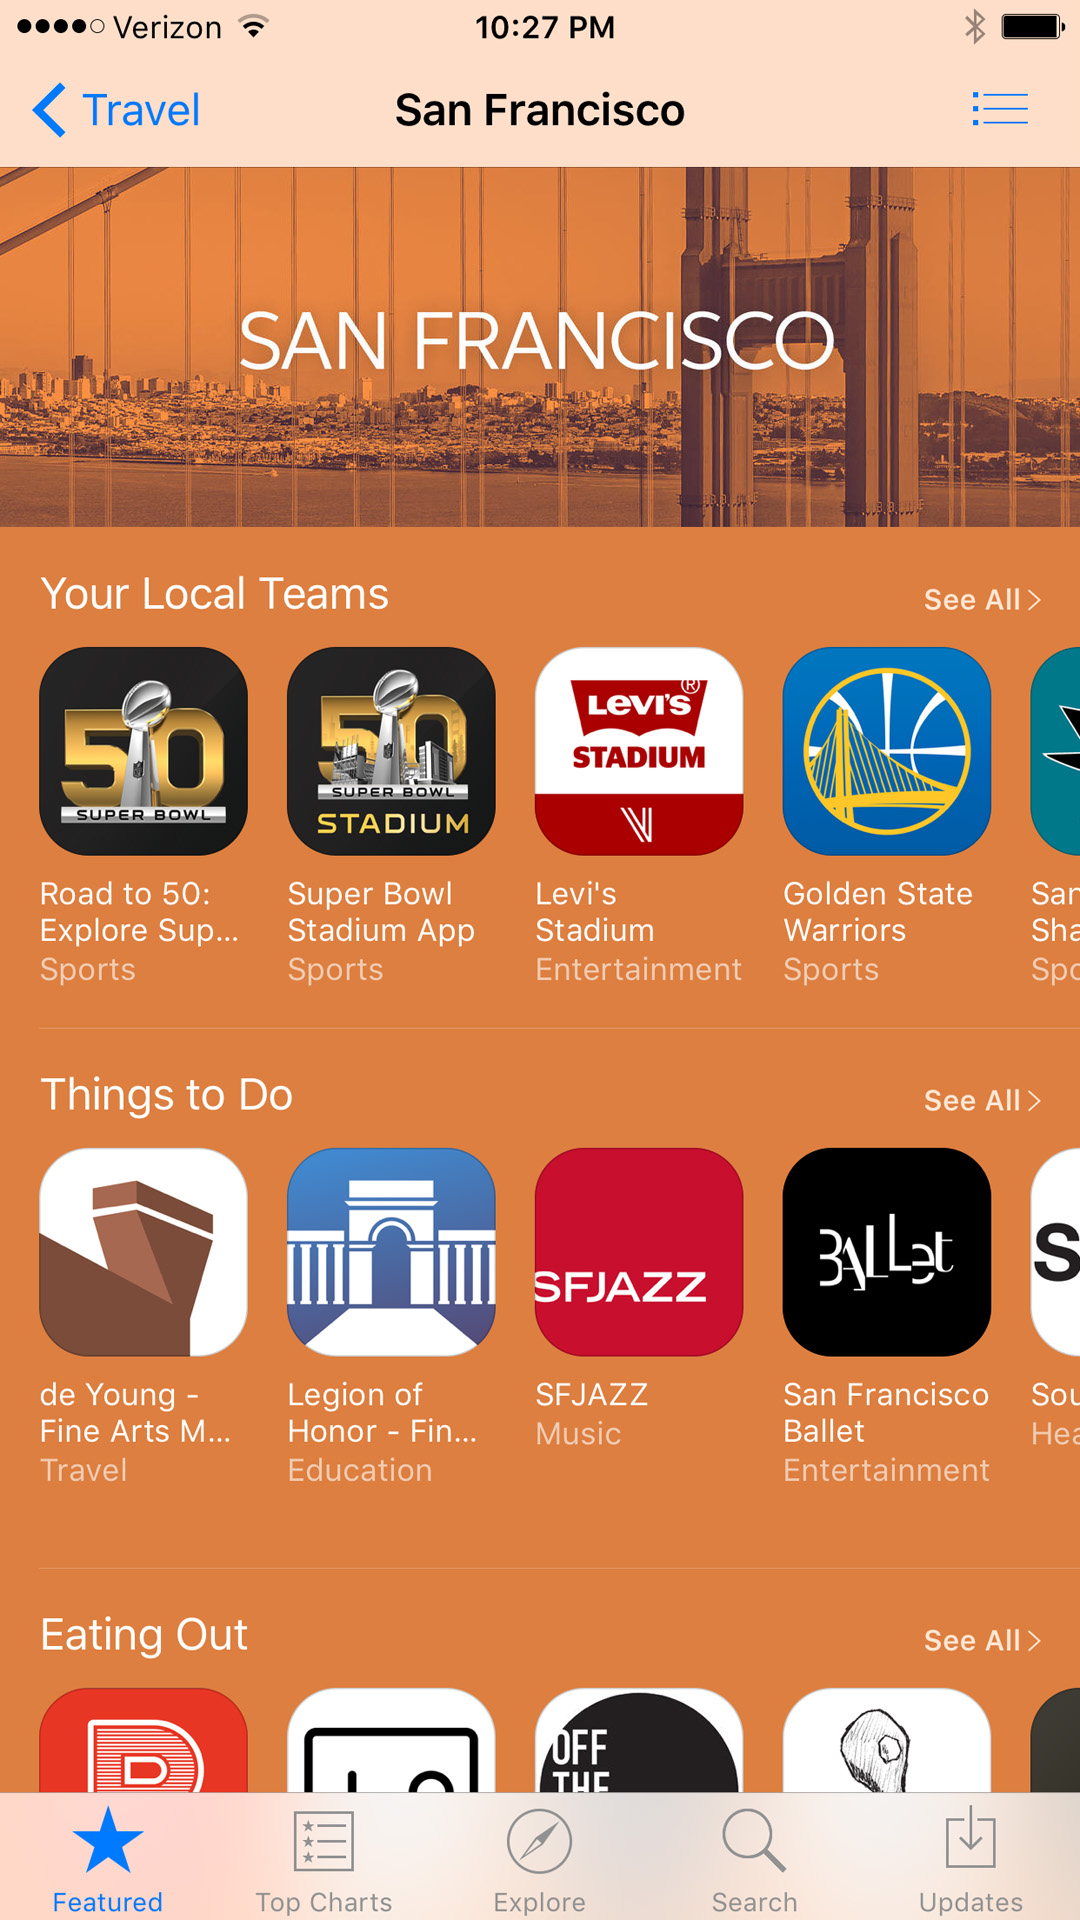 Verizon
10:27 PM
Travel
San Francisco
SAN FRANCISCO
Your Local Teams
See All
50
SUPER BOWL
50
SUPER BOWL
STADIUM
LEVI'S®
STADIUM
Road to 50:
Explore Sup...
Sports
Super Bowl
Stadium App
Sports
Levi's
Stadium
Entertainment
Golden State
Warriors
Sports
San
Sha
Spo
Things to Do
See All
SFJAZZ
BALLet
S
de Young -
Fine Arts M...
Travel
Legion of
Honor - Fin...
Education
SFJAZZ
Music
San Francisco
Ballet
Entertainment
Sou
Hea
Eating Out
See All
OFF
THE
Featured
Top Charts
Explore
Search
Updates